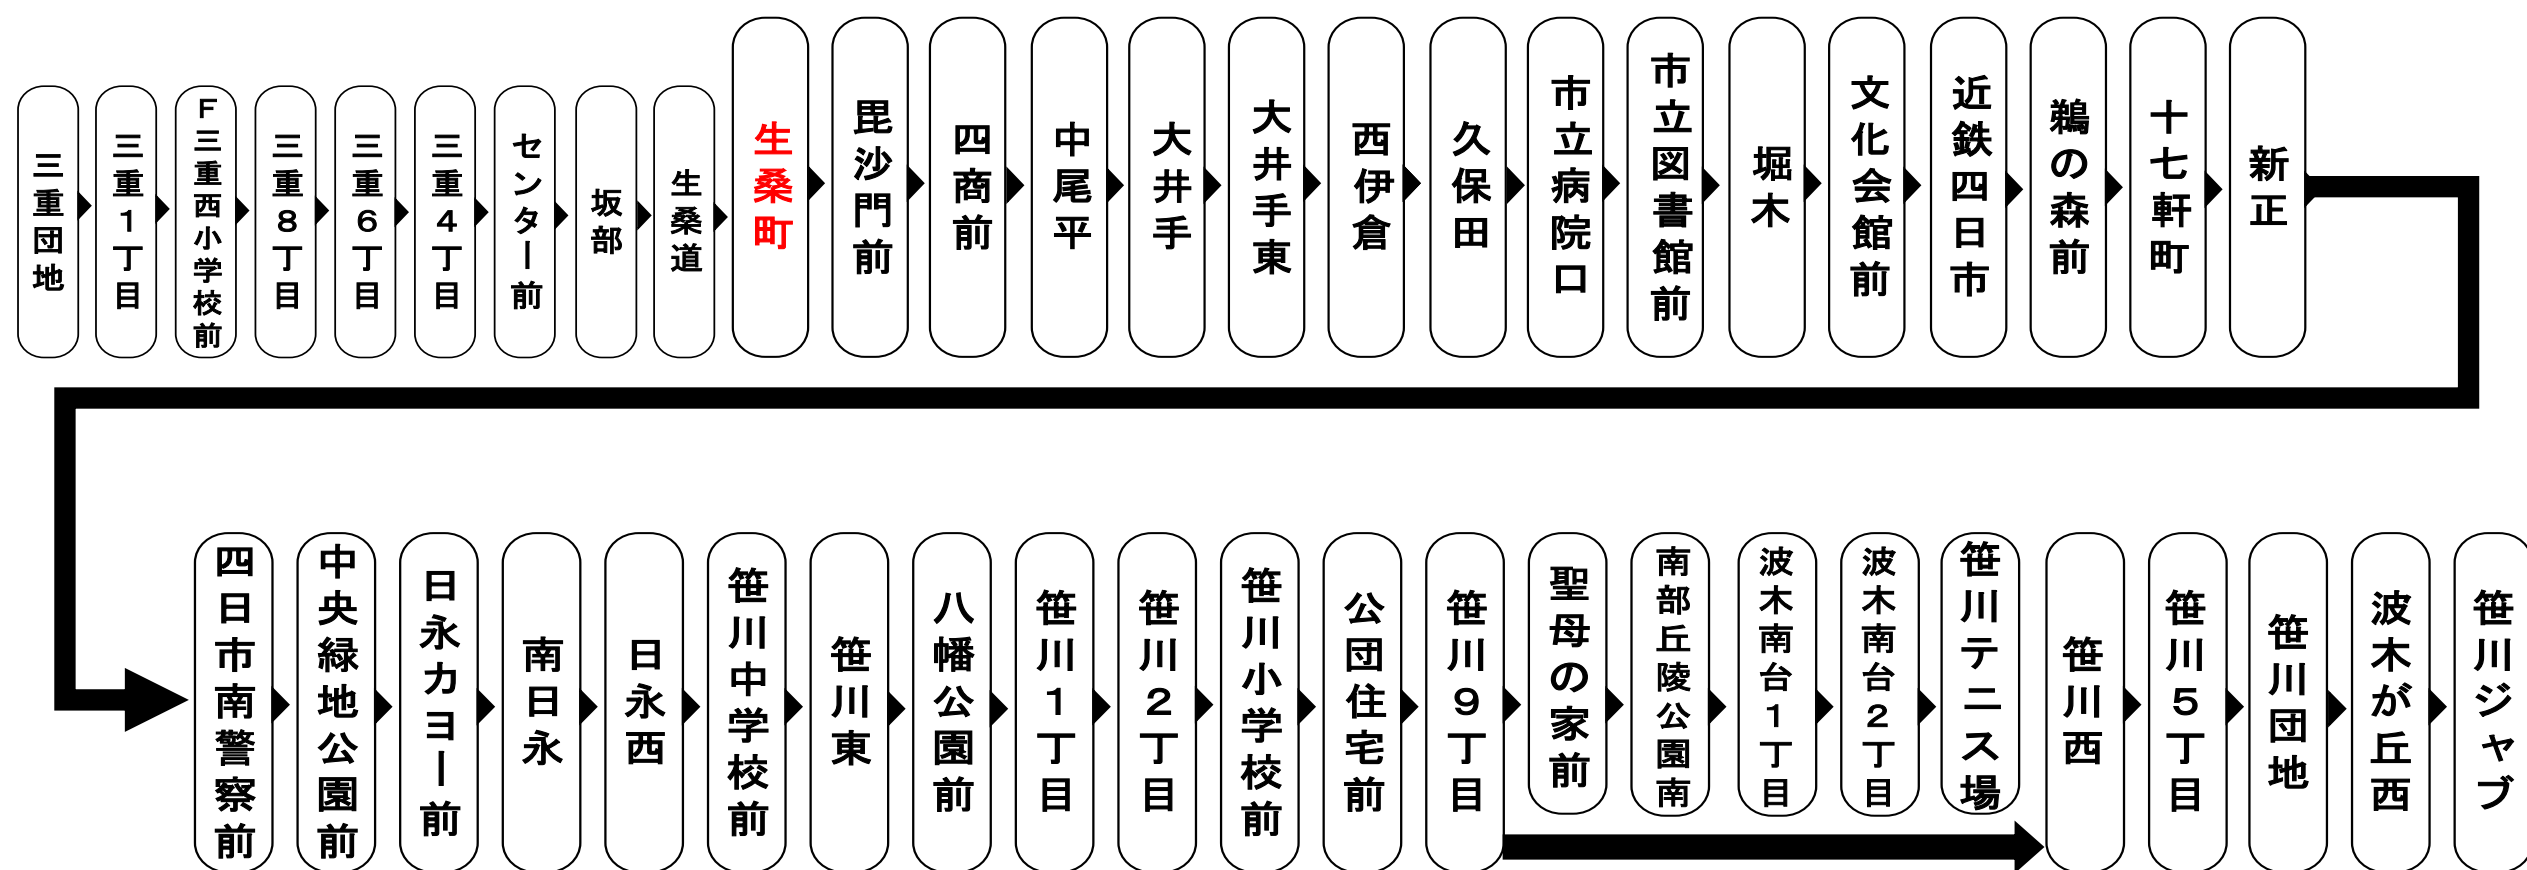 三重団地
三重1丁目
F三重西小学校前
三重8丁目
三重6丁目
三重4丁目
センター前
坂部
生桑道
生桑町
毘沙門前
四商前
中尾平
大井手
大井手東
西伊倉
久保田
市立病院口
市立図書館前
堀木
文化会館前
近鉄四日市
鵜の森前
十七軒町
新正
四日市南警察前
中央緑地公園前
日永カヨー前
南日永
日永西
笹川中学校前
笹川東
八幡公園前
笹川1丁目
笹川2丁目
笹川小学校前
公団住宅前
笹川9丁目
聖母の家前
南部丘陵公園南
波木南台1丁目
波木南台2丁目
笹川テニス場
笹川西
笹川5丁目
笹川団地
波木が丘西
笹川ジャブ